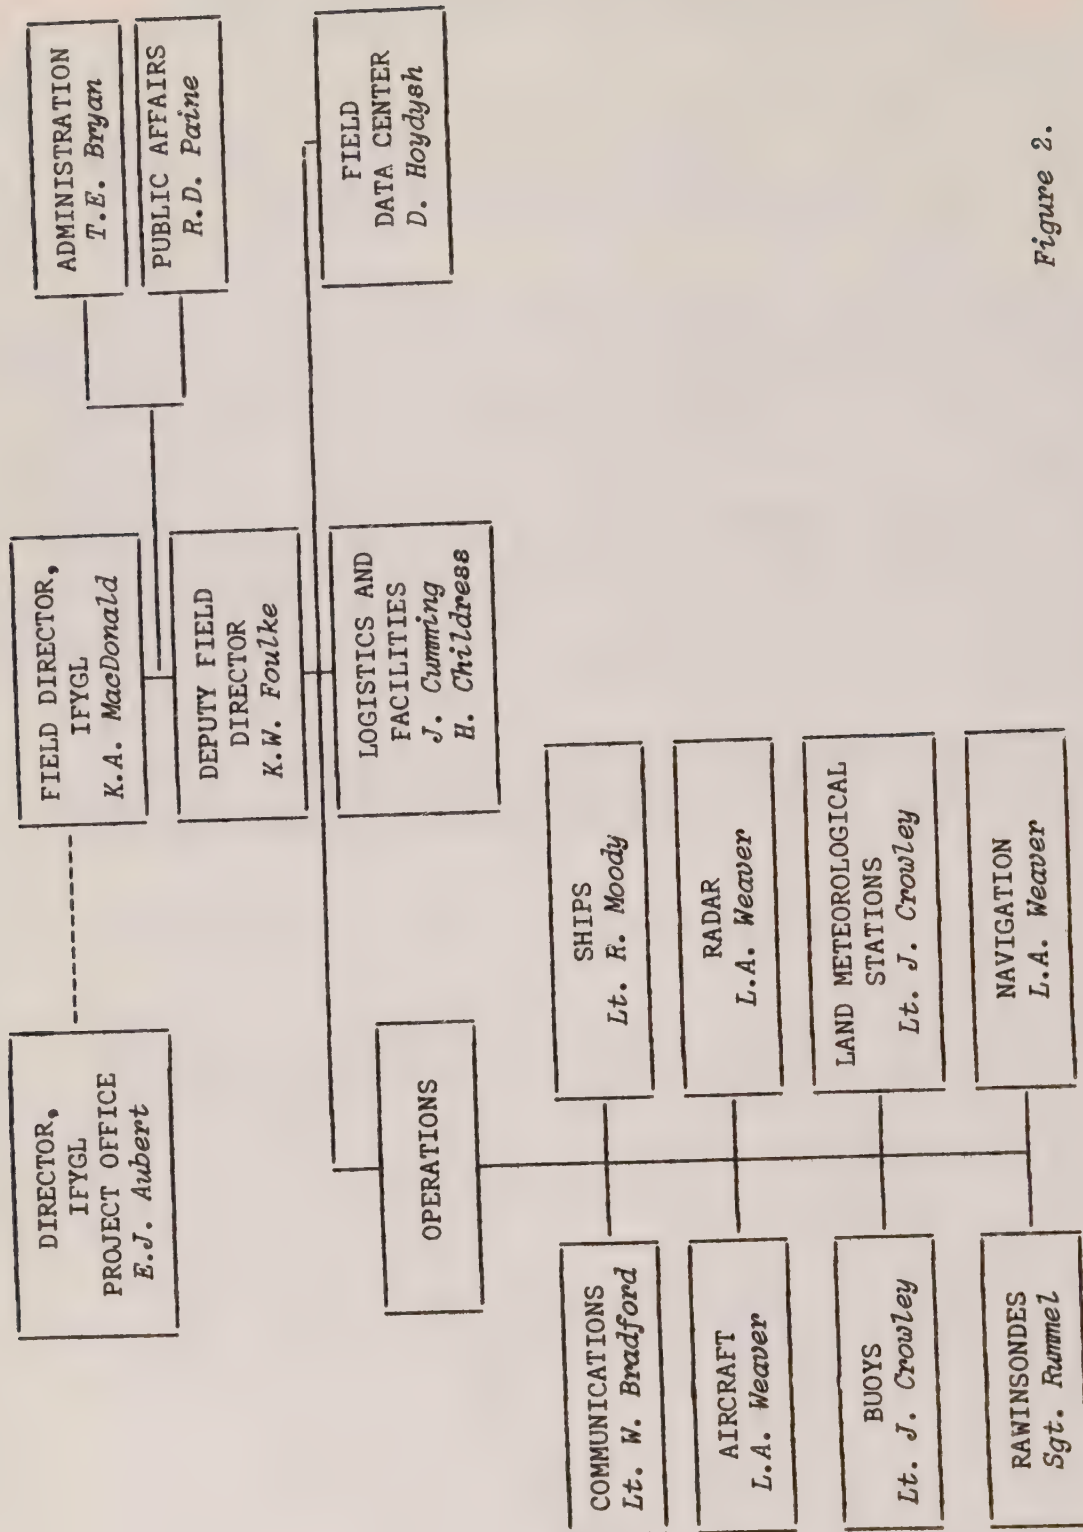 DIRECTOR,
IFYGL
PROJECT OFFICE
E.J. Aubert
FIELD DIRECTOR,
IFYGL
K.A. MacDonald
ADMINISTRATION
T.E. Bryan
PUBLIC AFFAIRS
R.D. Paine
DEPUTY FIELD
DIRECTOR
K.W. Foulke
OPERATIONS
LOGISTICS AND
FACILITIES
J. Cumming
H. Childress
FIELD
DATA CENTER
D. Hoydysh
COMMUNICATIONS
Lt. W. Bradford
SHIPS
Lt. R. Moody
AIRCRAFT
L.A. Weaver
RADAR
L.A. Weaver
BUOYS
Lt. J. Crowley
LAND METEOROLOGICAL
STATIONS
Lt. J. Crowley
RAWINSONDES
Sgt. Rummel
NAVIGATION
L.A. Weaver
Figure 2.